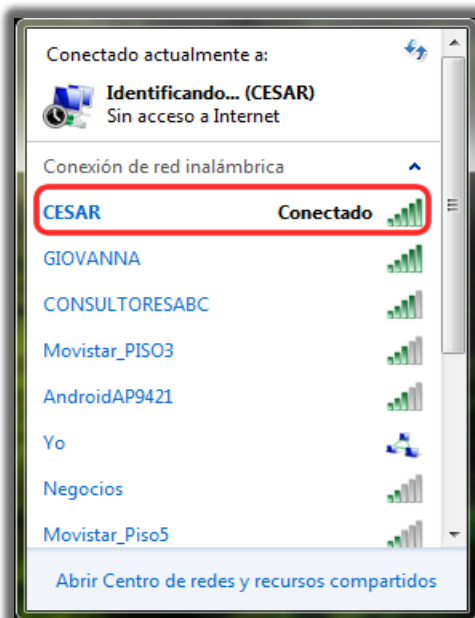 Conectado actualmente a:
Identificando... (CESAR)
Sin acceso a Internet
Conexión de red inalámbrica
CESAR Conectado
GIOVANNA
CONSULTORESABC
Movistar_PISO3
AndroidAP9421
Yo
Negocios
Movistar_Piso5
Abrir Centro de redes y recursos compartidos